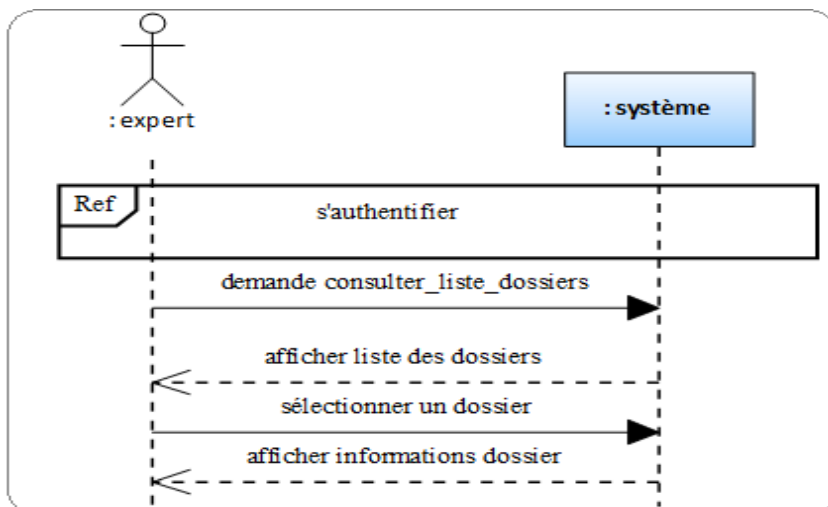 :expert
:système
Ref
s'authentifier
demande consulter_liste_dossiers
afficher liste des dossiers
sélectionner un dossier
afficher informations dossier